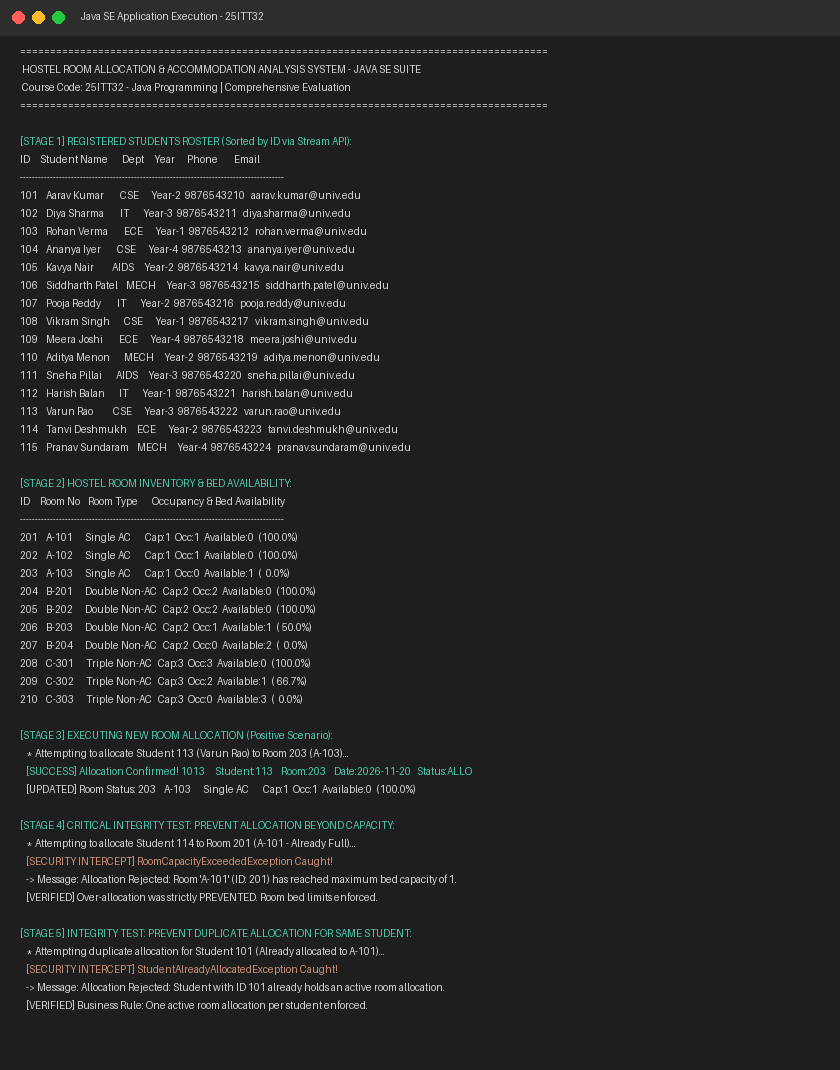 Java SE Application Execution - 25ITT32
========================================================================================
HOSTEL ROOM ALLOCATION & ACCOMMODATION ANALYSIS SYSTEM - JAVA SE SUITE
Course Code: 25ITT32 - Java Programming | Comprehensive Evaluation
========================================================================================
[STAGE 1] REGISTERED STUDENTS ROSTER (Sorted by ID via Stream API):
ID Student Name Dept Year Phone Email
----------------------------------------------------------------------------------------
101 Aarav Kumar CSE Year-2 9876543210 aarav.kumar@univ.edu
102 Diya Sharma IT Year-3 9876543211 diya.sharma@univ.edu
103 Rohan Verma ECE Year-1 9876543212 rohan.verma@univ.edu
104 Ananya Iyer CSE Year-4 9876543213 ananya.iyer@univ.edu
105 Kavya Nair AIDS Year-2 9876543214 kavya.nair@univ.edu
106 Siddharth Patel MECH Year-3 9876543215 siddharth.patel@univ.edu
107 Pooja Reddy IT Year-2 9876543216 pooja.reddy@univ.edu
108 Vikram Singh CSE Year-1 9876543217 vikram.singh@univ.edu
109 Meera Joshi ECE Year-4 9876543218 meera.joshi@univ.edu
110 Aditya Menon MECH Year-2 9876543219 aditya.menon@univ.edu
111 Sneha Pillai AIDS Year-3 9876543220 sneha.pillai@univ.edu
112 Harish Balan IT Year-1 9876543221 harish.balan@univ.edu
113 Varun Rao CSE Year-3 9876543222 varun.rao@univ.edu
114 Tanvi Deshmukh ECE Year-2 9876543223 tanvi.deshmukh@univ.edu
115 Pranav Sundaram MECH Year-4 9876543224 pranav.sundaram@univ.edu
[STAGE 2] HOSTEL ROOM INVENTORY & BED AVAILABILITY:
ID Room No Room Type Occupancy & Bed Availability
----------------------------------------------------------------------------------------
201 A-101 Single AC Cap:1 Occ:1 Available:0 (100.0%)
202 A-102 Single AC Cap:1 Occ:1 Available:0 (100.0%)
203 A-103 Single AC Cap:1 Occ:0 Available:1 ( 0.0%)
204 B-201 Double Non-AC Cap:2 Occ:2 Available:0 (100.0%)
205 B-202 Double Non-AC Cap:2 Occ:2 Available:0 (100.0%)
206 B-203 Double Non-AC Cap:2 Occ:1 Available:1 ( 50.0%)
207 B-204 Double Non-AC Cap:2 Occ:0 Available:2 ( 0.0%)
208 C-301 Triple Non-AC Cap:3 Occ:3 Available:0 (100.0%)
209 C-302 Triple Non-AC Cap:3 Occ:2 Available:1 ( 66.7%)
210 C-303 Triple Non-AC Cap:3 Occ:0 Available:3 ( 0.0%)
[STAGE 3] EXECUTING NEW ROOM ALLOCATION (Positive Scenario):
* Attempting to allocate Student 113 (Varun Rao) to Room 203 (A-103)...
[SUCCESS] Allocation Confirmed! 1013 Student:113 Room:203 Date:2026-11-20 Status:ALLO
[UPDATED] Room Status: 203 A-103 Single AC Cap:1 Occ:1 Available:0 (100.0%)
[STAGE 4] CRITICAL INTEGRITY TEST: PREVENT ALLOCATION BEYOND CAPACITY:
* Attempting to allocate Student 114 to Room 201 (A-101 - Already Full)...
[SECURITY INTERCEPT] RoomCapacityExceededException Caught!
-> Message: Allocation Rejected: Room 'A-101' (ID: 201) has reached maximum bed capacity of 1.
[VERIFIED] Over-allocation was strictly PREVENTED. Room bed limits enforced.
[STAGE 5] INTEGRITY TEST: PREVENT DUPLICATE ALLOCATION FOR SAME STUDENT:
* Attempting duplicate allocation for Student 101 (Already allocated to A-101)...
[SECURITY INTERCEPT] StudentAlreadyAllocatedException Caught!
-> Message: Allocation Rejected: Student with ID 101 already holds an active room allocation.
[VERIFIED] Business Rule: One active room allocation per student enforced.